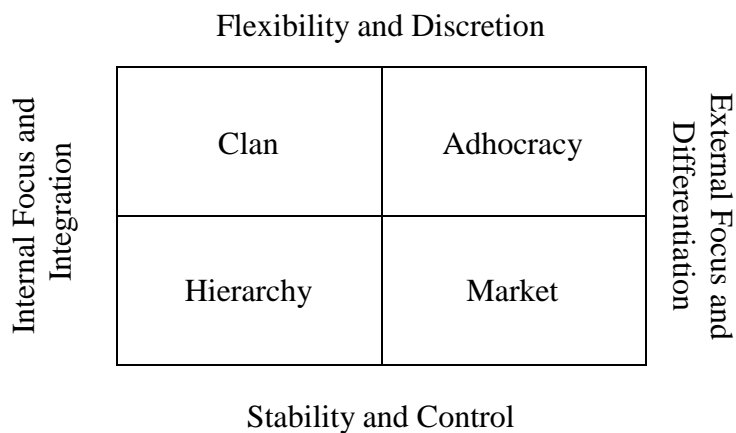 Flexibility and Discretion
Internal Focus and
Integration
Clan
Adhocracy
External Focus and
Differentiation
Hierarchy
Market
Stability and Control